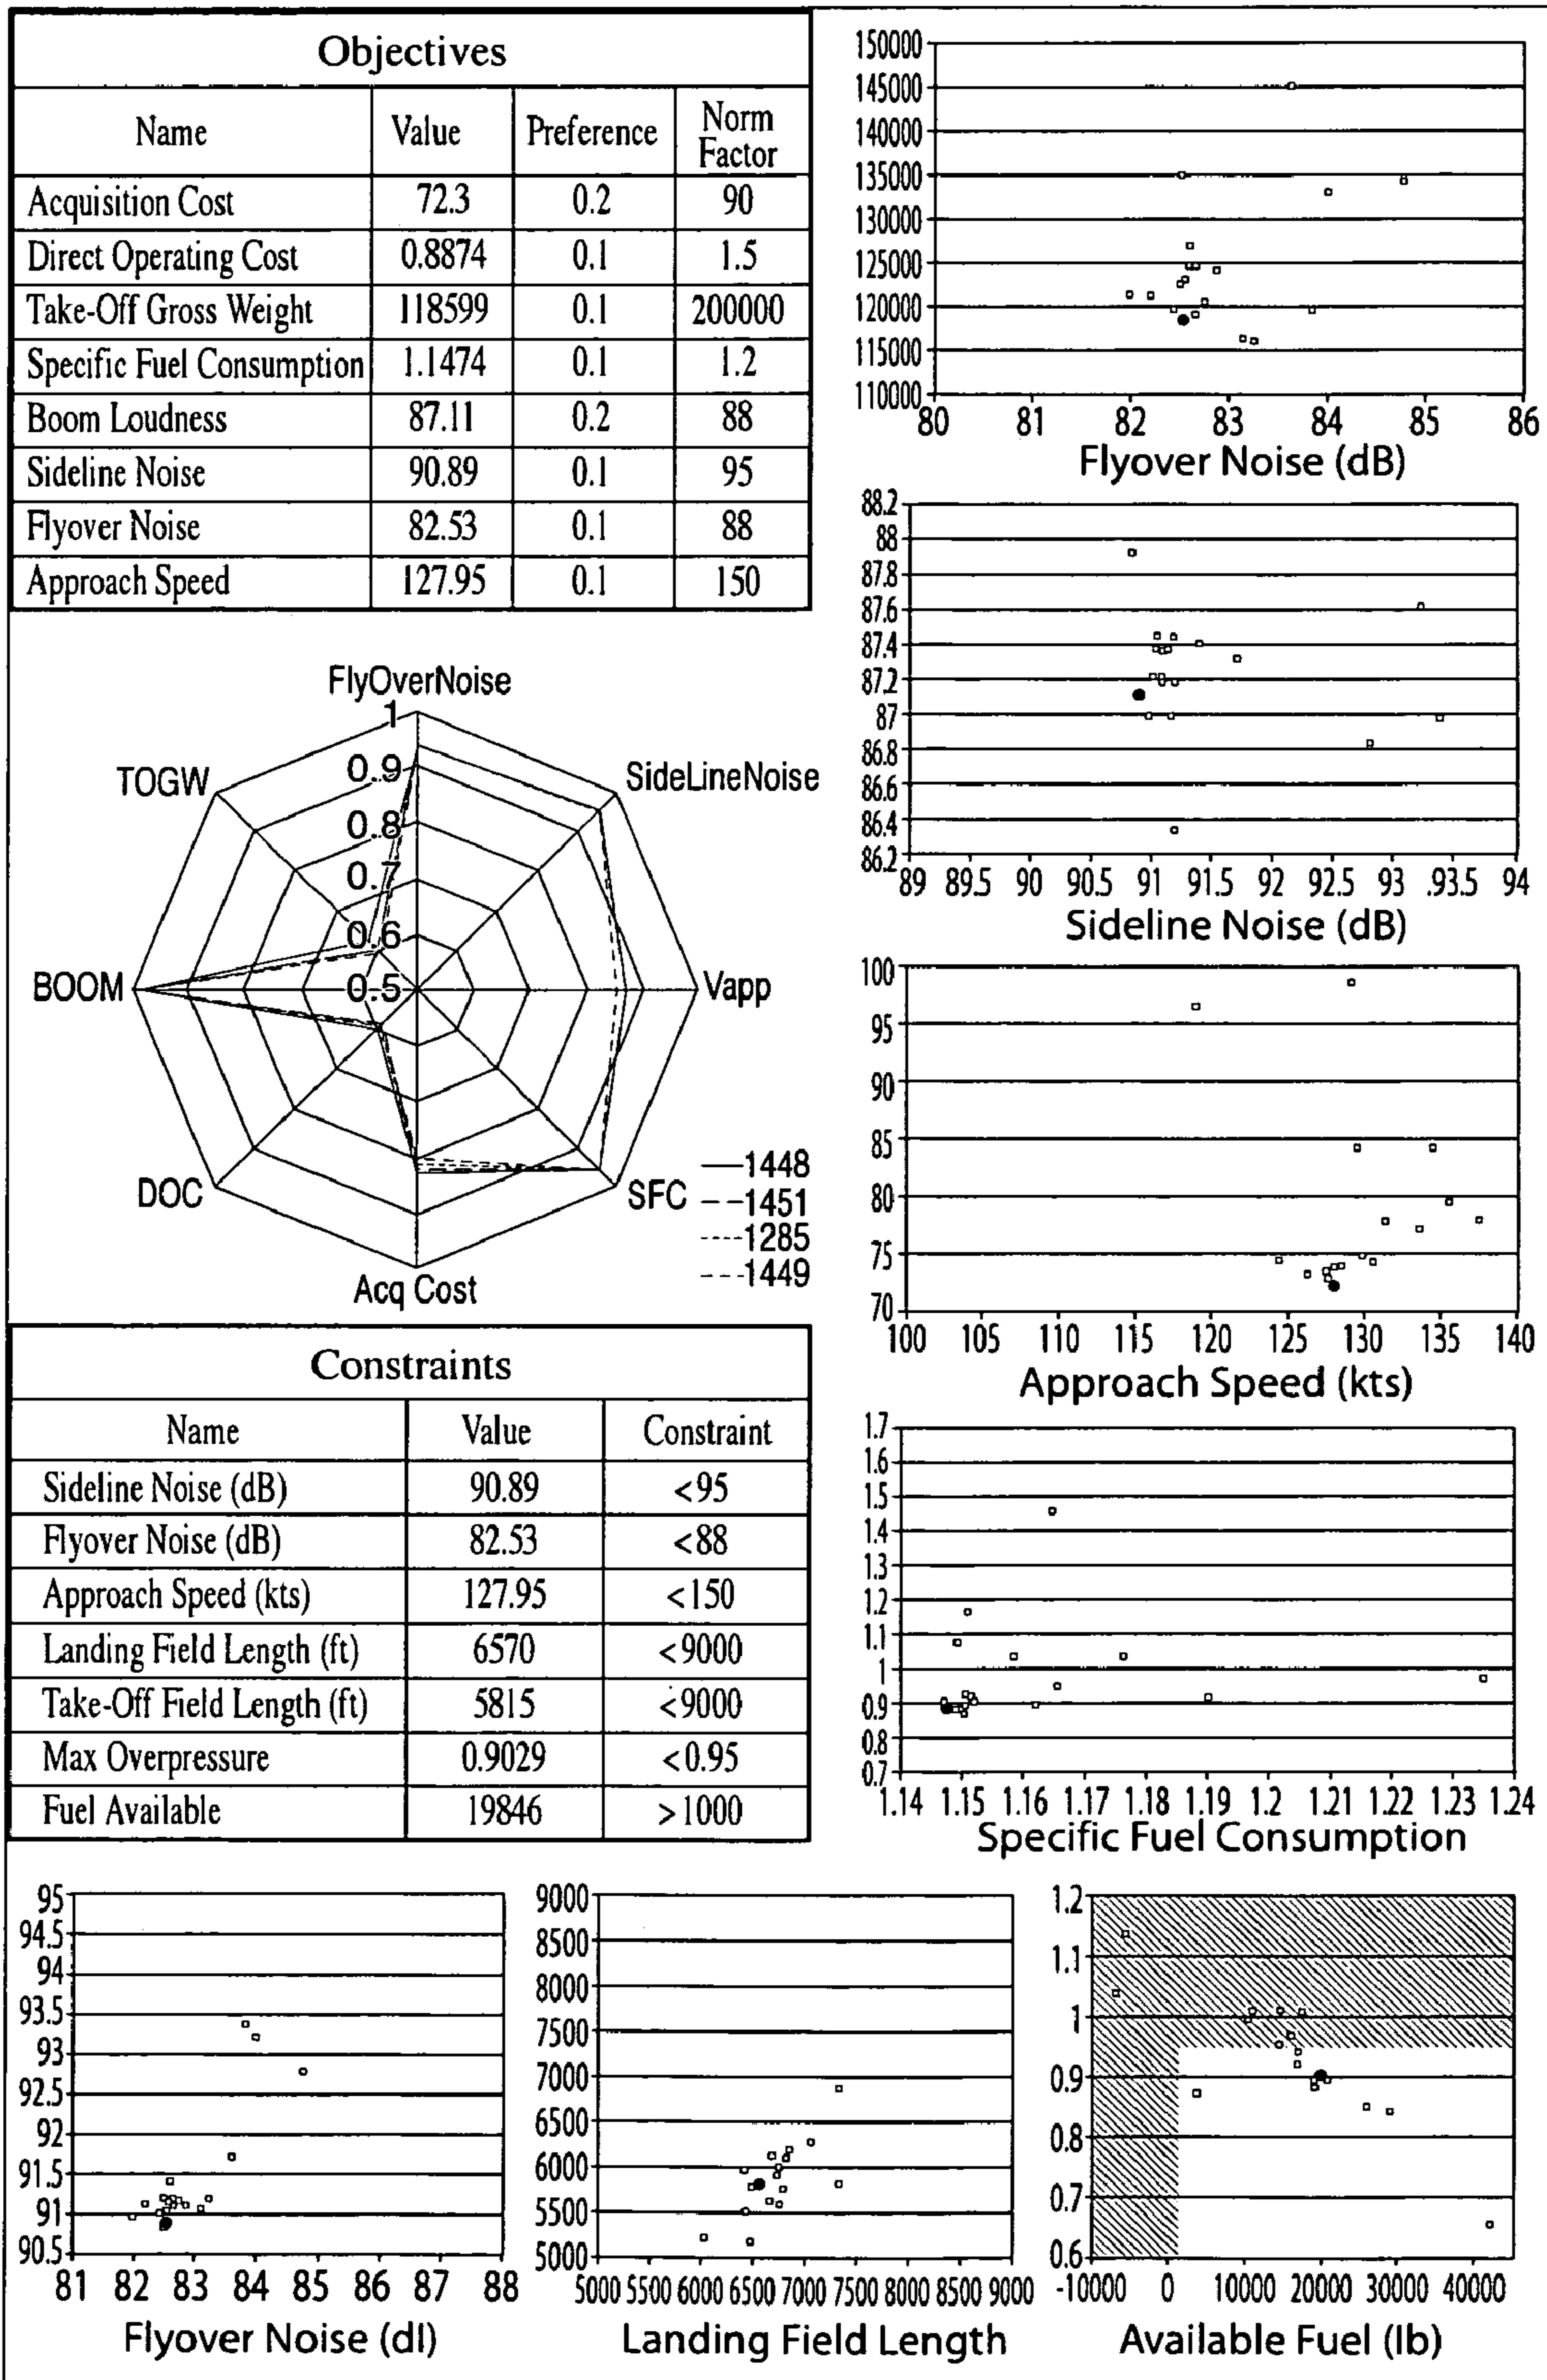 Objectives
Name Value Preference Norm Factor
Acquisition Cost 72.3 0.2 90
Direct Operating Cost 0.8874 0.1 1.5
Take-Off Gross Weight 118599 0.1 200000
Specific Fuel Consumption 1.1474 0.1 1.2
Boom Loudness 87.11 0.2 88
Sideline Noise 90.89 0.1 95
Flyover Noise 82.53 0.1 88
Approach Speed 127.95 0.1 150
150000
145000
140000
135000
130000
125000
120000
115000
110000
80 81 82 83 84 85 86
Flyover Noise (dB)
88.2
88
87.8
87.6
87.4
87.2
87
86.8
86.6
86.4
86.2
89 89.5 90 90.5 91 91.5 92 92.5 93 .93.5 94
Sideline Noise (dB)
FlyOverNoise
1
0.9
0.8
0.7
0.6
0.5
SideLineNoise
TOGW
BOOM
Vapp
DOC
SFC
Acq Cost
1448
1451
1285
1449
100
95
90
85
80
75
70
100 105 110 115 120 125 130 135 140
Approach Speed (kts)
Constraints
Name Value Constraint
Sideline Noise (dB) 90.89 <95
Flyover Noise (dB) 82.53 <88
Approach Speed (kts) 127.95 <150
Landing Field Length (ft) 6570 <9000
Take-Off Field Length (ft) 5815 <9000
Max Overpressure 0.9029 <0.95
Fuel Available 19846 >1000
1.7
1.6
1.5
1.4
1.3
1.2
1.1
1
0.9
0.8
0.7
1.14 1.15 1.16 1.17 1.18 1.19 1.2 1.21 1.22 1.23 1.24
Specific Fuel Consumption
95
94.5
94
93.5
93
92.5
92
91.5
91
90.5
81 82 83 84 85 86 87 88
Flyover Noise (dl)
9000
8500
8000
7500
7000
6500
6000
5500
5000
5000 5500 6000 6500 7000 7500 8000 8500 9000
Landing Field Length
1.2
1.1
1
0.9
0.8
0.7
0.6
-10000 0 10000 20000 30000 40000
Available Fuel (lb)